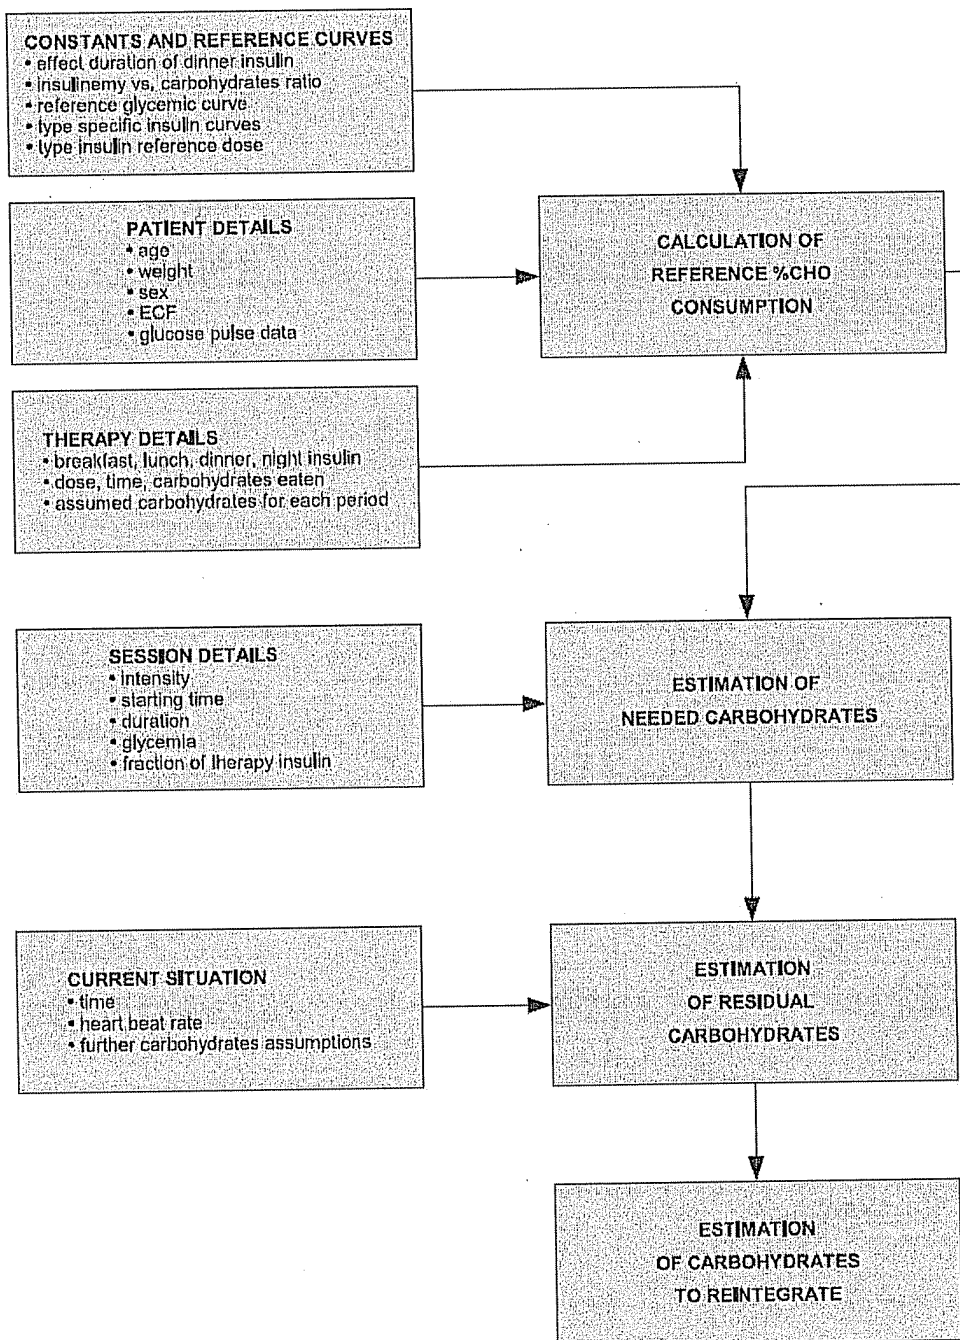 CONSTANTS AND REFERENCE CURVES
• effect duration of dinner insulin
• insulinemy vs. carbohydrates ratio
• reference glycemic curve
• type specific insulin curves
• type insulin reference dose
PATIENT DETAILS
• age
• weight
• sex
• ECF
• glucose pulse data
CALCULATION OF
REFERENCE %CHO
CONSUMPTION
THERAPY DETAILS
• breakfast, lunch, dinner, night insulin
• dose, time, carbohydrates eaten
• assumed carbohydrates for each period
SESSION DETAILS
• intensity
• starting time
• duration
• glycemia
• fraction of therapy insulin
ESTIMATION OF
NEEDED CARBOHYDRATES
CURRENT SITUATION
• time
• heart beat rate
• further carbohydrates assumptions
ESTIMATION
OF RESIDUAL
CARBOHYDRATES
ESTIMATION
OF CARBOHYDRATES
TO REINTEGRATE